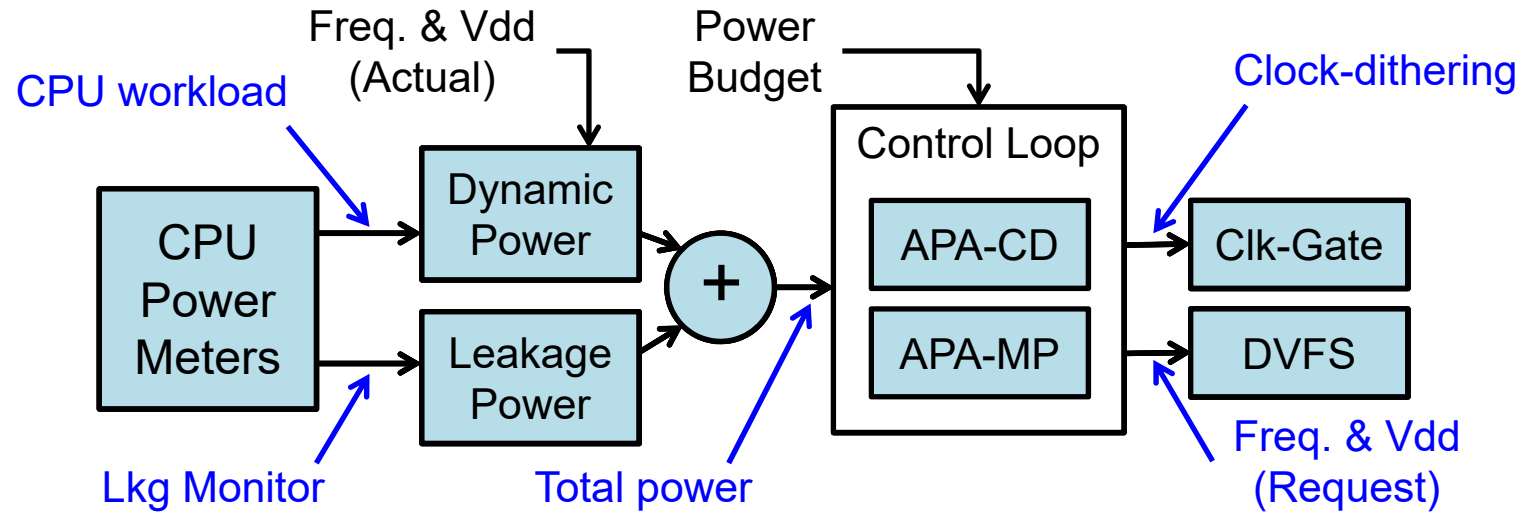 Freq. & Vdd
(Actual)
Power
Budget
CPU workload
Clock-dithering
Control Loop
CPU
Power
Meters
Dynamic
Power
Leakage
Power
+
APA-CD
APA-MP
Clk-Gate
DVFS
Lkg Monitor
Total power
Freq. & Vdd
(Request)